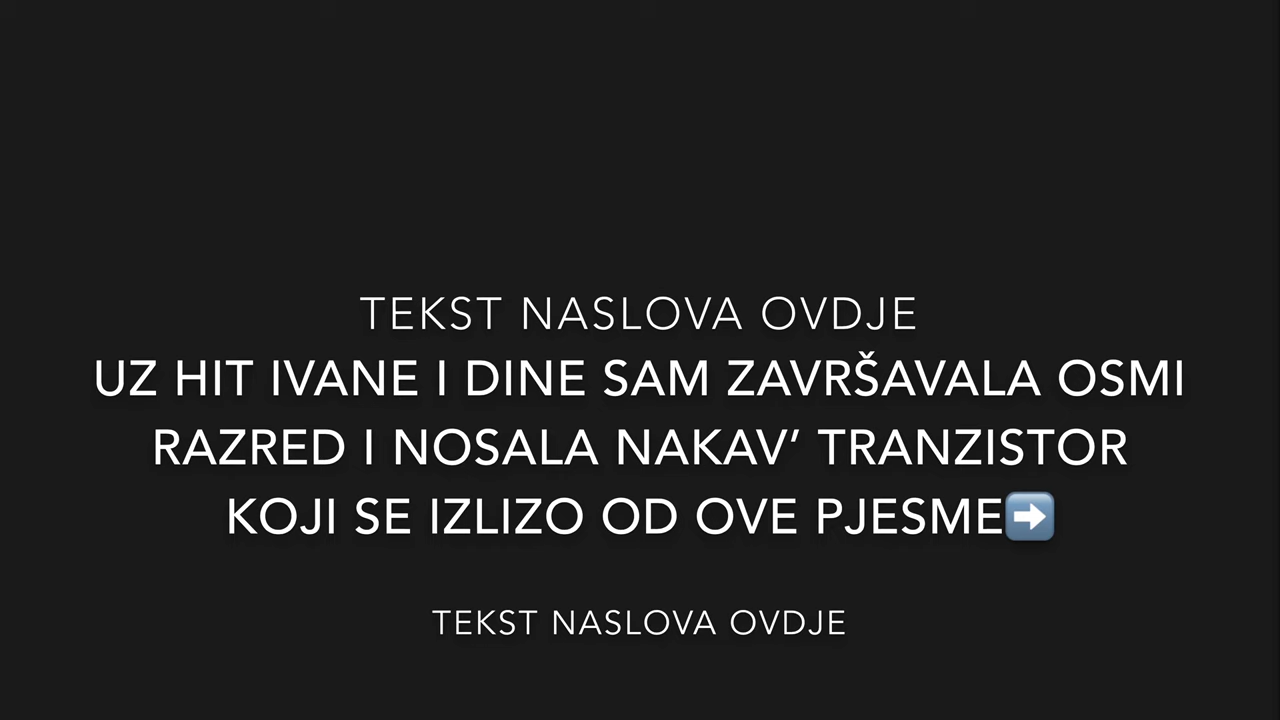 TEKST NASLOVA OVDJE
UZ HIT IVANE I DINE SAM ZAVRŠAVALA OSMI
RAZRED I NOSALA NAKAV’ TRANZISTOR
KOJI SE IZLIZO OD OVE PJESME➡️
TEKST NASLOVA OVDJE